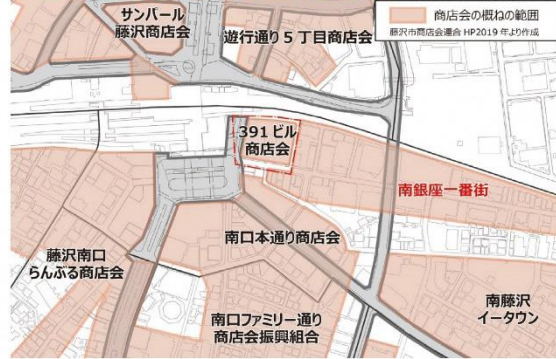 サンパール
藤沢商店会
遊行通り5丁目商店会
商店会の概ねの範囲
藤沢市商店会連合 HP2019 年より作成
391ビル
商店会
南銀座一番街
南口本通り商店会
藤沢南口
らんぶる商店会
南口ファミリー通り
商店会振興組合
南藤沢
イータウン